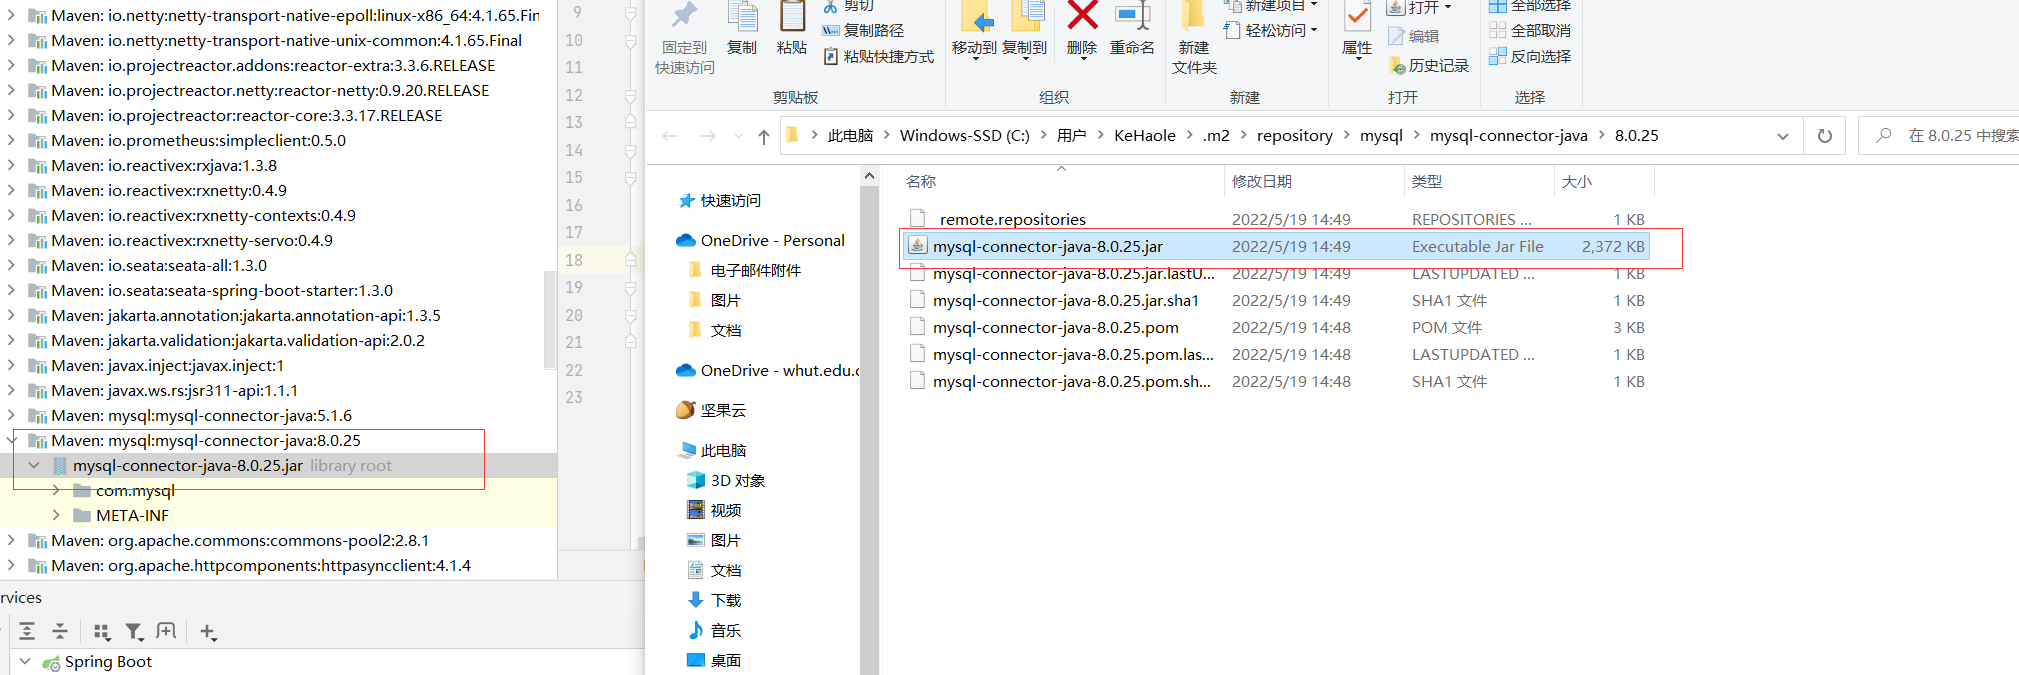 Maven: io.netty:netty-transport-native-epoll:linux-x86_64:4.1.65.Fin
Maven: io.netty:netty-transport-native-unix-common:4.1.65.Final
Maven: io.projectreactor.addons:reactor-extra:3.3.6.RELEASE
Maven: io.projectreactor.netty:reactor-netty:0.9.20.RELEASE
Maven: io.projectreactor:reactor-core:3.3.17.RELEASE
Maven: io.prometheus:simpleclient:0.5.0
Maven: io.reactivex:rxjava:1.3.8
Maven: io.reactivex:rxnetty:0.4.9
Maven: io.reactivex:rxnetty-contexts:0.4.9
Maven: io.reactivex:rxnetty-servo:0.4.9
Maven: io.seata:seata-all:1.3.0
Maven: io.seata:seata-spring-boot-starter:1.3.0
Maven: jakarta.annotation:jakarta.annotation-api:1.3.5
Maven: jakarta.validation:jakarta.validation-api:2.0.2
Maven: javax.inject:javax.inject:1
Maven: javax.ws.rs:jsr311-api:1.1.1
Maven: mysql:mysql-connector-java:5.1.6
Maven: mysql:mysql-connector-java:8.0.25
mysql-connector-java-8.0.25.jar library root
com.mysql
META-INF
Maven: org.apache.commons:commons-pool2:2.8.1
Maven: org.apache.httpcomponents:httpasyncclient:4.1.4
rvices
Spring Boot
9
10
11
12
13
14
15
16
17
18
19
20
21
22
23
固定到
快速访问
复制
粘贴
剪切
复制路径
粘贴快捷方式
剪贴板
移动到
复制到
删除
重命名
组织
新建
文件夹
新建项目
轻松访问
新建
属性
打开
编辑
历史记录
打开
全部选择
全部取消
反向选择
选择
此电脑 Windows-SSD (C:) 用户 KeHaole .m2 repository mysql mysql-connector-java 8.0.25
在 8.0.25 中搜索
快速访问
OneDrive - Personal
电子邮件附件
图片
文档
OneDrive - whut.edu.c
坚果云
此电脑
3D 对象
视频
图片
文档
下载
音乐
桌面
名称 修改日期 类型 大小
_remote.repositories 2022/5/19 14:49 REPOSITORIES ... 1 KB
mysql-connector-java-8.0.25.jar 2022/5/19 14:49 Executable Jar File 2,372 KB
mysql-connector-java-8.0.25.jar.lastU... 2022/5/19 14:49 LASTUPDATED ... 1 KB
mysql-connector-java-8.0.25.jar.sha1 2022/5/19 14:49 SHA1 文件 1 KB
mysql-connector-java-8.0.25.pom 2022/5/19 14:48 POM 文件 3 KB
mysql-connector-java-8.0.25.pom.las... 2022/5/19 14:48 LASTUPDATED ... 1 KB
mysql-connector-java-8.0.25.pom.sh... 2022/5/19 14:48 SHA1 文件 1 KB